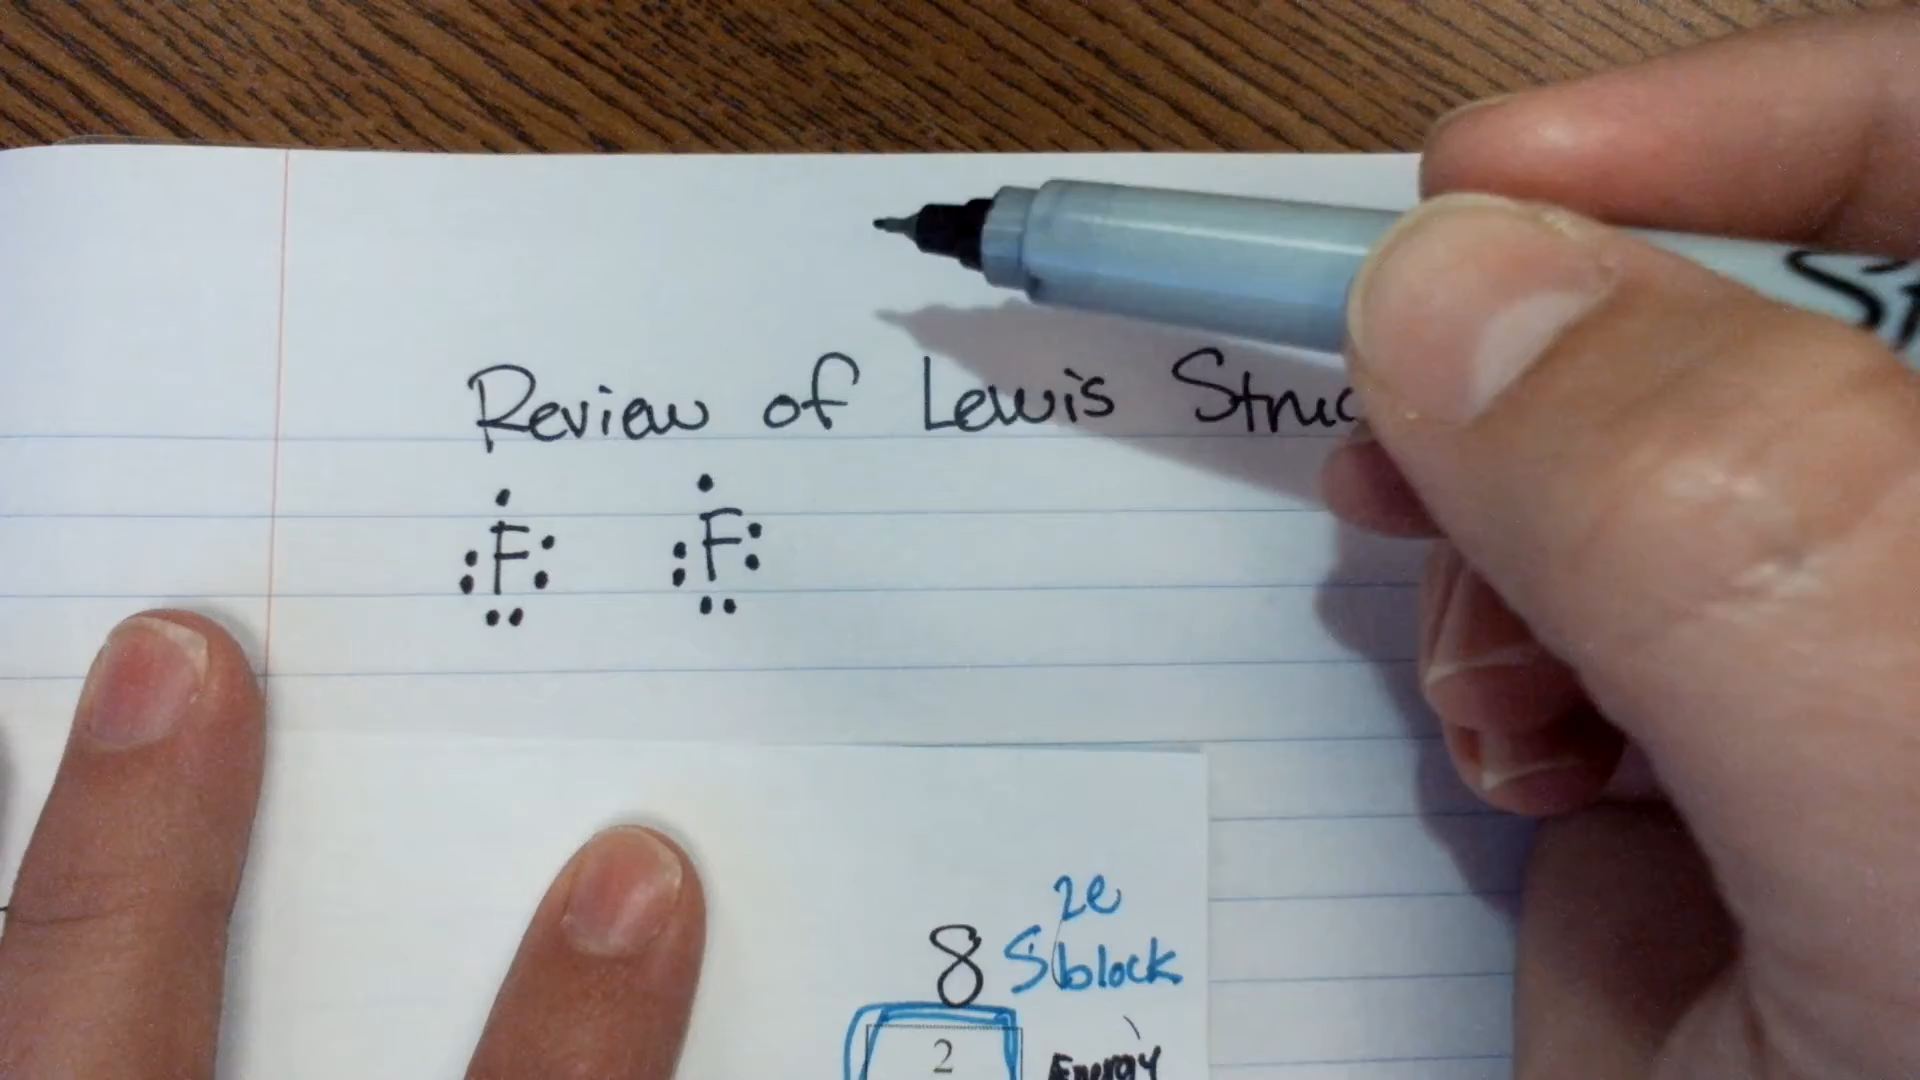 Review of Lewis Struc
F F
2e
8 S block
2
Energy